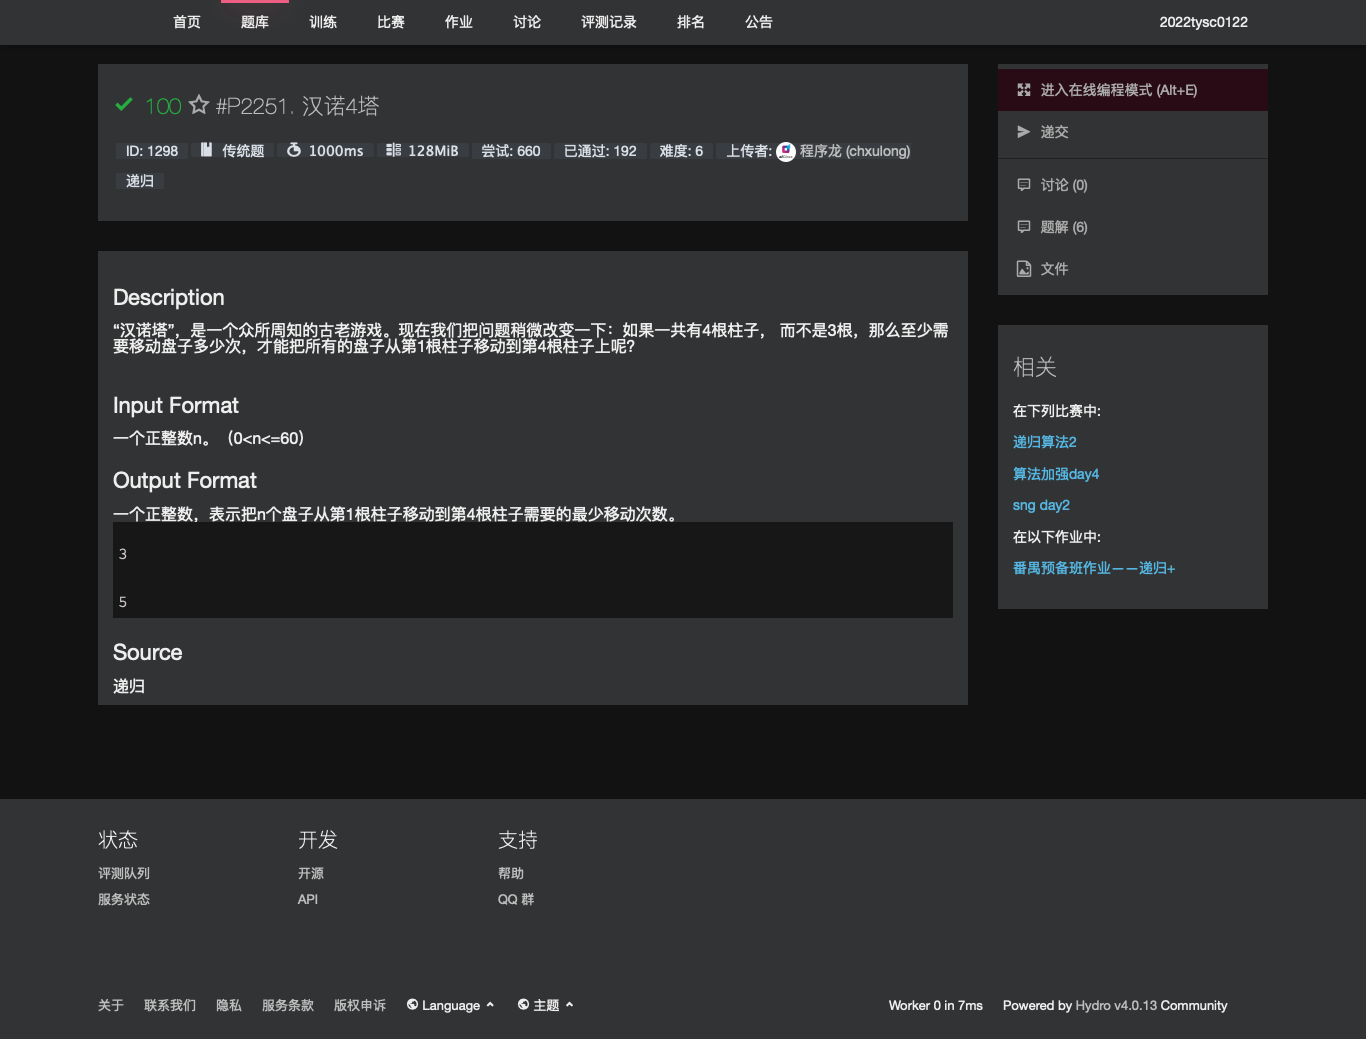 首页 题库 训练 比赛 作业 讨论 评测记录 排名 公告 2022tysc0122
100 #P2251. 汉诺4塔
ID: 1298 传统题 1000ms 128MiB 尝试: 660 已通过: 192 难度: 6 上传者: 程序龙 (chxulong)
递归
Description
“汉诺塔”，是一个众所周知的古老游戏。现在我们把问题稍微改变一下：如果一共有4根柱子， 而不是3根，那么至少需
要移动盘子多少次，才能把所有的盘子从第1根柱子移动到第4根柱子上呢？
Input Format
一个正整数n。（0<n<=60）
Output Format
一个正整数，表示把n个盘子从第1根柱子移动到第4根柱子需要的最少移动次数。
3
5
Source
递归
进入在线编程模式 (Alt+E)
递交
讨论 (0)
题解 (6)
文件
相关
在下列比赛中:
递归算法2
算法加强day4
sng day2
在以下作业中:
番禺预备班作业——递归+
状态 开发 支持
评测队列 开源 帮助
服务状态 API QQ 群
关于 联系我们 隐私 服务条款 版权申诉 Language 主题 Worker 0 in 7ms Powered by Hydro v4.0.13 Community